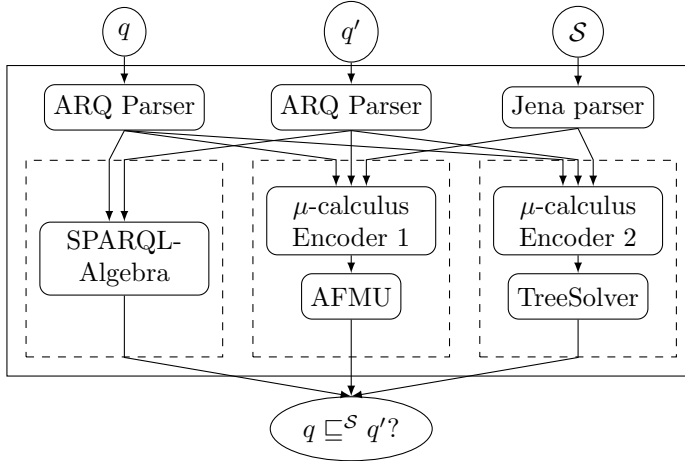 q
q′
𝒮
ARQ Parser
ARQ Parser
Jena parser
SPARQL-
Algebra
μ-calculus
Encoder 1
μ-calculus
Encoder 2
AFMU
TreeSolver
q ⊑^𝒮 q′?